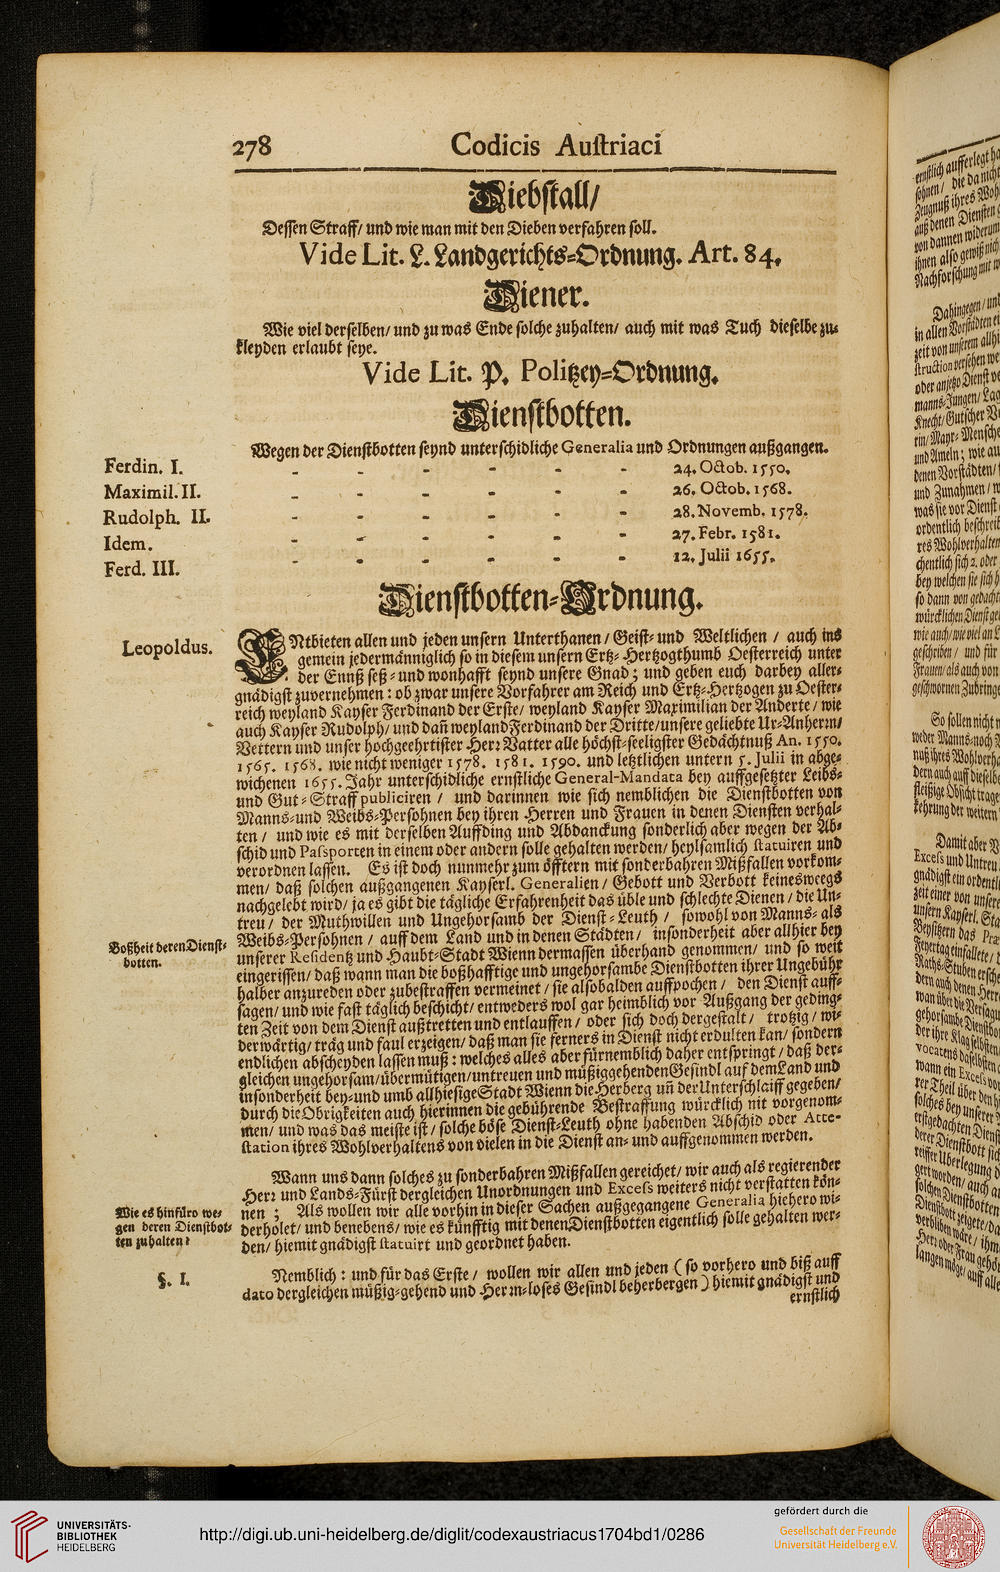 278 Codicis Austriaci
Diebstall/
Dessen Straff/ und wie man mit den Dieben verfahren soll.
Vide Lit. L. Landgerichts-Ordnung. Art. 84.
Diener.
Wie viel derselben/ und zu was Ende solche zuhalten/ auch mit was Tuch dieselbe zu-
kleyden erlaubt seye.
Vide Lit. P. Politzey-Ordnung.
Dienstbotten.
Wegen der Dienstbotten seynd unterschidliche Generalia und Ordnungen außgangen.
Ferdin. I. - - - - - - 24. Octob. 1550.
Maximil. II. - - - - - - 26. Octob. 1568.
Rudolph. II. - - - - - - 28. Novemb. 1578.
Idem. - - - - - - 27. Febr. 1581.
Ferd. III. - - - - - - 12. Julii 1655.
Dienstbotten-Ordnung.
Leopoldus.
ENtbieten allen und jeden unsern Unterthanen / Geist- und Weltlichen / auch ins
gemein jedermänniglich so in diesem unsern Ertz-Hertzogthumb Oesterreich unter
der Ennß seß- und wonhafft seynd unsere Gnad; und geben euch darbey aller-
gnädigst zuvernehmen: ob zwar unsere Vorfahrer am Reich und Ertz-Hertzogen zu Oester-
reich weyland Kayser Ferdinand der Erste/ weyland Kayser Maximilian der Anderte / wie
auch Kayser Rudolph/ und dañ weyland Ferdinand der Dritte/ unsere geliebte Ur-Anherrn/
Vettern und unser hochgeehrtister Herr Vatter alle höchst-seeligster Gedächtnuß An. 1550.
1565. 1568. wie nicht weniger 1578. 1581. 1590. und letztlichen untern 5. Julii in abge-
wichenen 1655. Jahr unterschidliche ernstliche General-Mandata bey auffgesetzter Leibs-
und Gut-Straff publiciren / und darinnen wie sich nemblichen die Dienstbotten von
Manns- und Weibs-Persohnen bey ihren Herren und Frauen in denen Diensten verhal-
ten / und wie es mit derselben Auffding und Abdanckung sonderlich aber wegen der Ab-
schid und Passporten in einem oder andern solle gehalten werden/ heylsamlich statuiren und
verordnen lassen. Es ist doch nunmehr zum öfftern mit sonderbahren Mißfallen vorkom-
men/ daß solchen außgangenen Kayserl. Generalien / Gebott und Verbott keinesweegs
nachgelebt wird/ ja es gibt die tägliche Erfahrenheit das üble und schlechte Dienen / die Un-
treu / der Muthwillen und Ungehorsamb der Dienst-Leuth / sowohl von Manns- als
Weibs-Persohnen / auff dem Land und in denen Städten / insonderheit aber allhier bey
unserer Residentz und Haubt-Stadt Wienn dermassen überhand genommen/ und so weit
eingerissen/ daß wann man die boßhafftige und ungehorsambe Dienstbotten ihrer Ungebühr
halber anzureden oder zubestraffen vermeinet / sie alsobalden auffpochen / den Dienst auff-
sagen/ und wie fast täglich beschicht/ entweders wol gar heimblich vor Außgang der geding-
ten Zeit von dem Dienst außtretten und entlauffen / oder sich doch dergestalt / trotzig / wi-
derwärtig/ träg und faul erzeigen/ daß man sie ferners in Dienst nicht erdulten kan/ sondern
endlichen abscheyden lassen muß: welches alles aber fürnemblich daher entspringt / daß der-
gleichen ungehorsam/übermütigen/untreuen und müßiggehenden Gesindl auf dem Land und
insonderheit bey- und umb allhiesige Stadt Wienn die Herberg uñ der Unterschlaiff gegeben/
durch die Obrigkeiten auch hierinnen die gebührende Bestraffung würcklich nit vorgenom-
men/ und was das meiste ist / solche böse Dienst-Leuth ohne habenden Abschid oder Atte-
station ihres Wohlverhaltens von vielen in die Dienst an- und auffgenommen werden.
Boßheit deren Dienst-
botten.
Wann uns dann solches zu sonderbahren Mißfallen gereichet/ wir auch als regierender
Herr und Lands-Fürst dergleichen Unordnungen und Excess weiters nicht verstatten kön-
nen; Als wollen wir alle vorhin in dieser Sachen außgegangene Generalia hiehero wi-
derholet/ und benebens/ wie es künfftig mit denen Dienstbotten eigentlich solle gehalten wer-
den/ hiemit gnädigst statuirt und geordnet haben.
Wie es hinfüro we-
gen deren Dienstbot-
ten zuhalten?
§. I.
Nemblich: und für das Erste / wollen wir allen und jeden (so vorhero und biß auff
dato dergleichen müßig-gehend und Herrn-loses Gesindl beherbergen) hiemit gnädigst und
ernstlich
UNIVERSITÄTS-
BIBLIOTHEK
HEIDELBERG
http://digi.ub.uni-heidelberg.de/diglit/codexaustriacus1704bd1/0286
gefördert durch die
Gesellschaft der Freunde
Universität Heidelberg e.V.